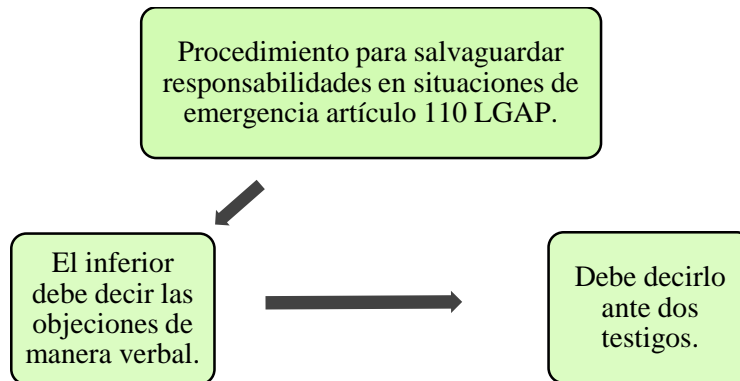 Procedimiento para salvaguardar
responsabilidades en situaciones de
emergencia artículo 110 LGAP.
El inferior
debe decir las
objeciones de
manera verbal.
Debe decirlo
ante dos
testigos.